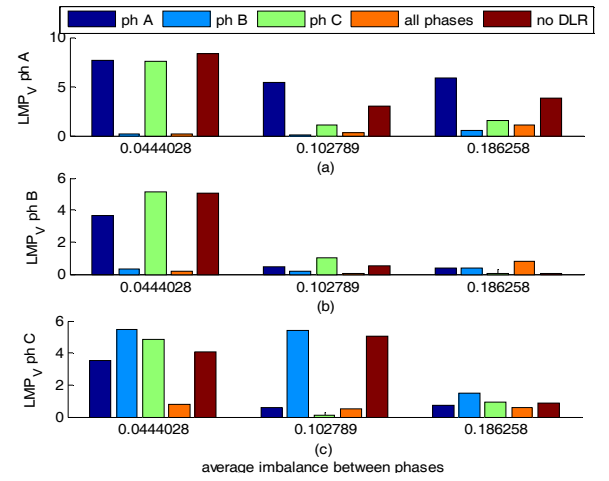 ph A ph B ph C all phases no DLR
LMP_V ph A
10
5
0
0.0444028 0.102789 0.186258
(a)
LMP_V ph B
6
4
2
0
0.0444028 0.102789 0.186258
(b)
LMP_V ph C
6
4
2
0
0.0444028 0.102789 0.186258
(c)
average imbalance between phases